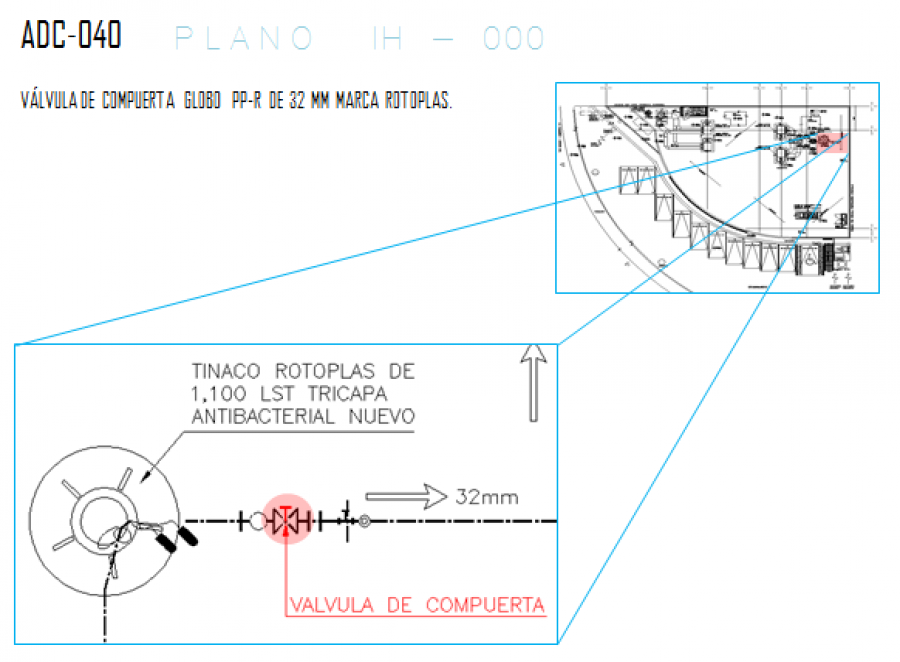 ADC-040
PLANO IH - 000
VÁLVULA DE COMPUERTA GLOBO PP-R DE 32 MM MARCA ROTOPLAS.
TINACO ROTOPLAS DE
1,100 LST TRICAPA
ANTIBACTERIAL NUEVO
32mm
VALVULA DE COMPUERTA